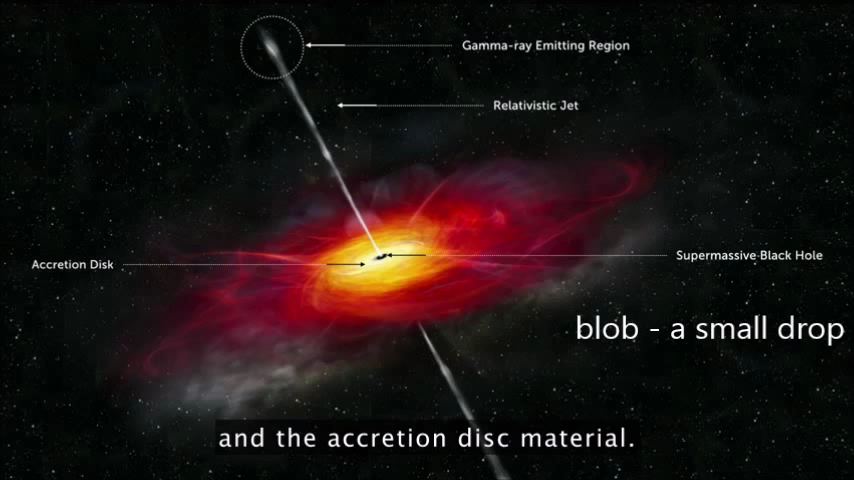 Gamma-ray Emitting Region
Relativistic Jet
Accretion Disk
Supermassive Black Hole
blob - a small drop
and the accretion disc material.